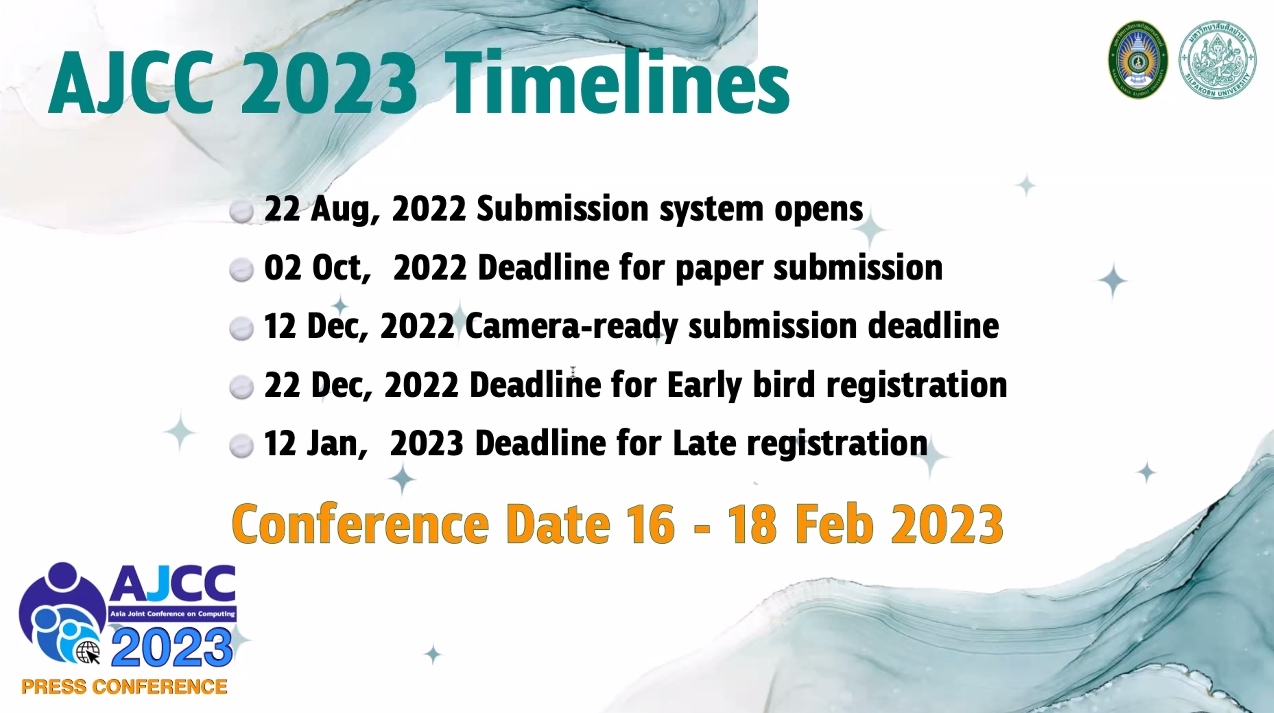 AJCC 2023 Timelines
SILPAKORN UNIVERSITY
22 Aug, 2022 Submission system opens
02 Oct, 2022 Deadline for paper submission
12 Dec, 2022 Camera-ready submission deadline
22 Dec, 2022 Deadline for Early bird registration
12 Jan, 2023 Deadline for Late registration
Conference Date 16 - 18 Feb 2023
AJCC
Asia Joint Conference on Computing
2023
PRESS CONFERENCE